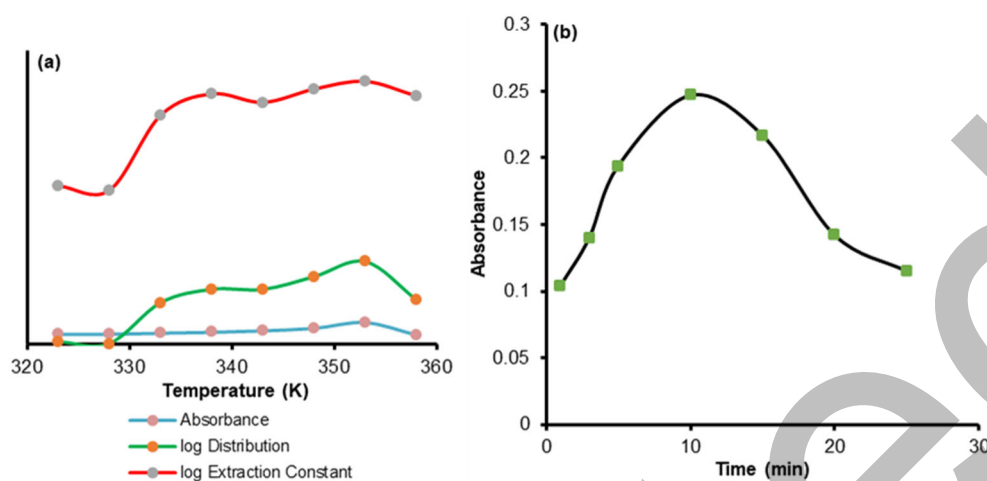 (a)
320
330
340
350
360
Temperature (K)
Absorbance
log Distribution
log Extraction Constant
(b)
0.3
0.25
0.2
0.15
0.1
0.05
0
Absorbance
0
10
20
30
Time (min)